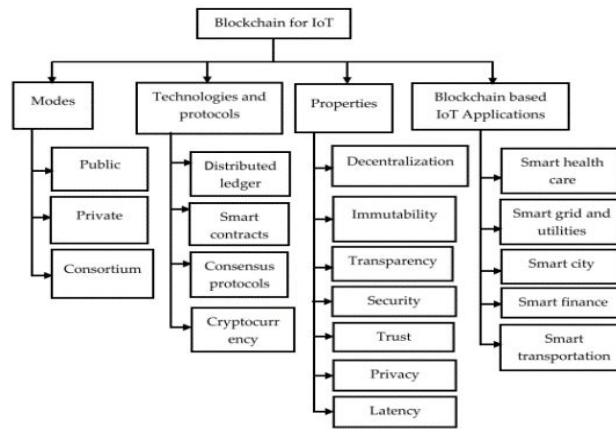 Blockchain for IoT
Modes
Technologies and
protocols
Properties
Blockchain based
IoT Applications
Public
Private
Consortium
Distributed
ledger
Smart
contracts
Consensus
protocols
Cryptocurr
ency
Decentralization
Immutability
Transparency
Security
Trust
Privacy
Latency
Smart health
care
Smart grid and
utilities
Smart city
Smart finance
Smart
transportation